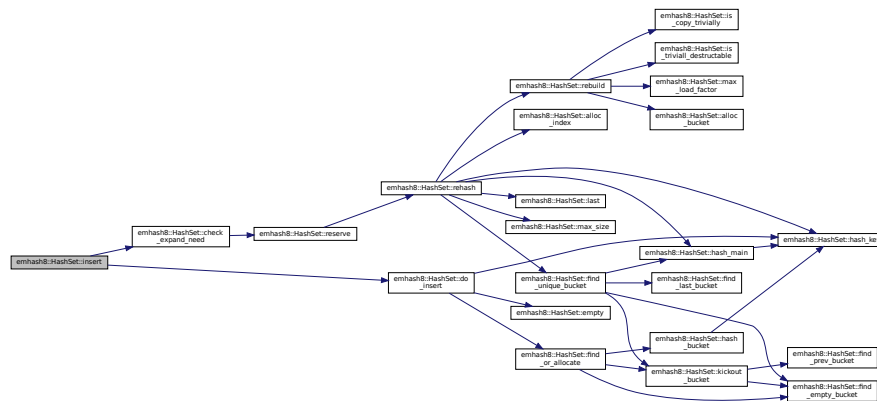 emhash8::HashSet::is
_copy_trivially
emhash8::HashSet::is
_triviall_destructable
emhash8::HashSet::rebuild
emhash8::HashSet::max
_load_factor
emhash8::HashSet::alloc
_index
emhash8::HashSet::alloc
_bucket
emhash8::HashSet::rehash
emhash8::HashSet::last
emhash8::HashSet::max_size
emhash8::HashSet::check
_expand_need
emhash8::HashSet::reserve
emhash8::HashSet::hash_key
emhash8::HashSet::hash_main
emhash8::HashSet::insert
emhash8::HashSet::do
_insert
emhash8::HashSet::find
_unique_bucket
emhash8::HashSet::find
_last_bucket
emhash8::HashSet::empty
emhash8::HashSet::hash
_bucket
emhash8::HashSet::find
_or_allocate
emhash8::HashSet::find
_prev_bucket
emhash8::HashSet::kickout
_bucket
emhash8::HashSet::find
_empty_bucket